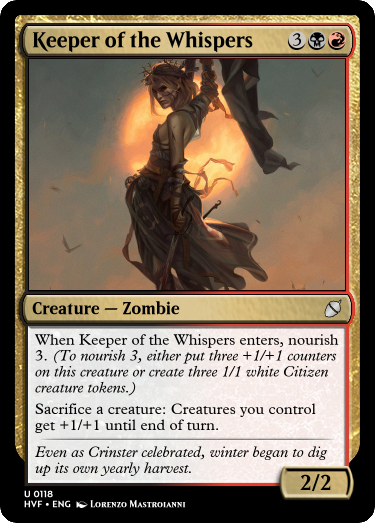 Keeper of the Whispers 3
Creature — Zombie
When Keeper of the Whispers enters, nourish
3. (To nourish 3, either put three +1/+1 counters
on this creature or create three 1/1 white Citizen
creature tokens.)
Sacrifice a creature: Creatures you control
get +1/+1 until end of turn.
Even as Crinster celebrated, winter began to dig
up its own yearly harvest.
2/2
U 0118
HVF • ENG Lorenzo Mastroianni